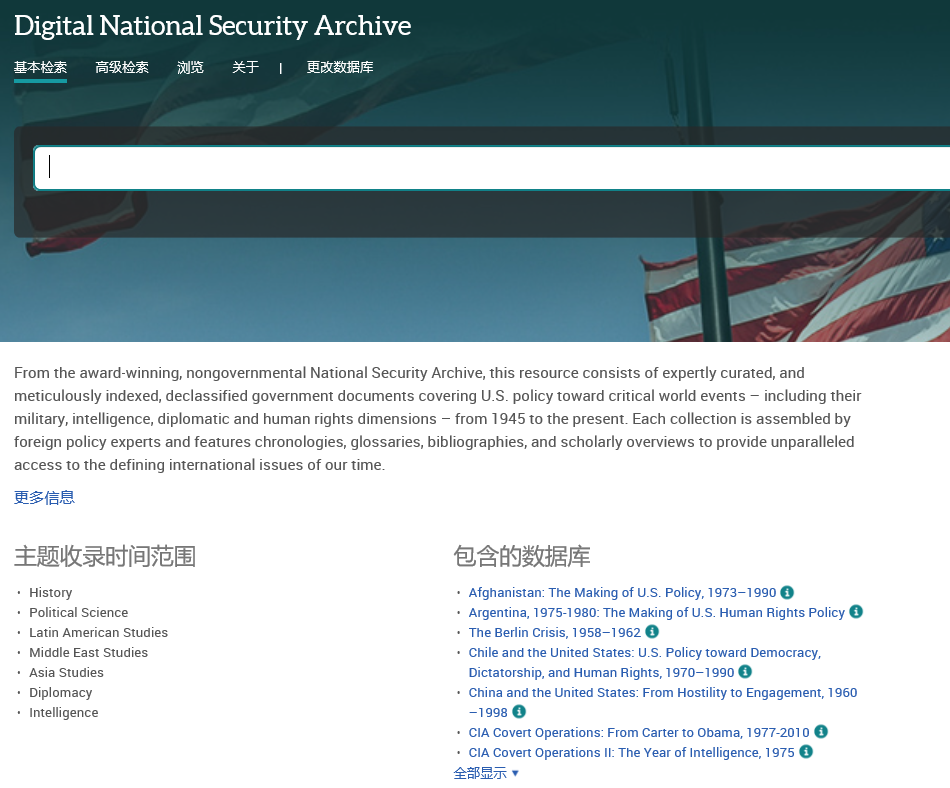 Digital National Security Archive
基本检索 高级检索 浏览 关于 | 更改数据库
From the award-winning, nongovernmental National Security Archive, this resource consists of expertly curated, and
meticulously indexed, declassified government documents covering U.S. policy toward critical world events – including their
military, intelligence, diplomatic and human rights dimensions – from 1945 to the present. Each collection is assembled by
foreign policy experts and features chronologies, glossaries, bibliographies, and scholarly overviews to provide unparalleled
access to the defining international issues of our time.
更多信息
主题收录时间范围
• History
• Political Science
• Latin American Studies
• Middle East Studies
• Asia Studies
• Diplomacy
• Intelligence
包含的数据库
• Afghanistan: The Making of U.S. Policy, 1973–1990
• Argentina, 1975-1980: The Making of U.S. Human Rights Policy
• The Berlin Crisis, 1958–1962
• Chile and the United States: U.S. Policy toward Democracy,
Dictatorship, and Human Rights, 1970–1990
• China and the United States: From Hostility to Engagement, 1960
–1998
• CIA Covert Operations: From Carter to Obama, 1977-2010
• CIA Covert Operations II: The Year of Intelligence, 1975
全部显示 ▼